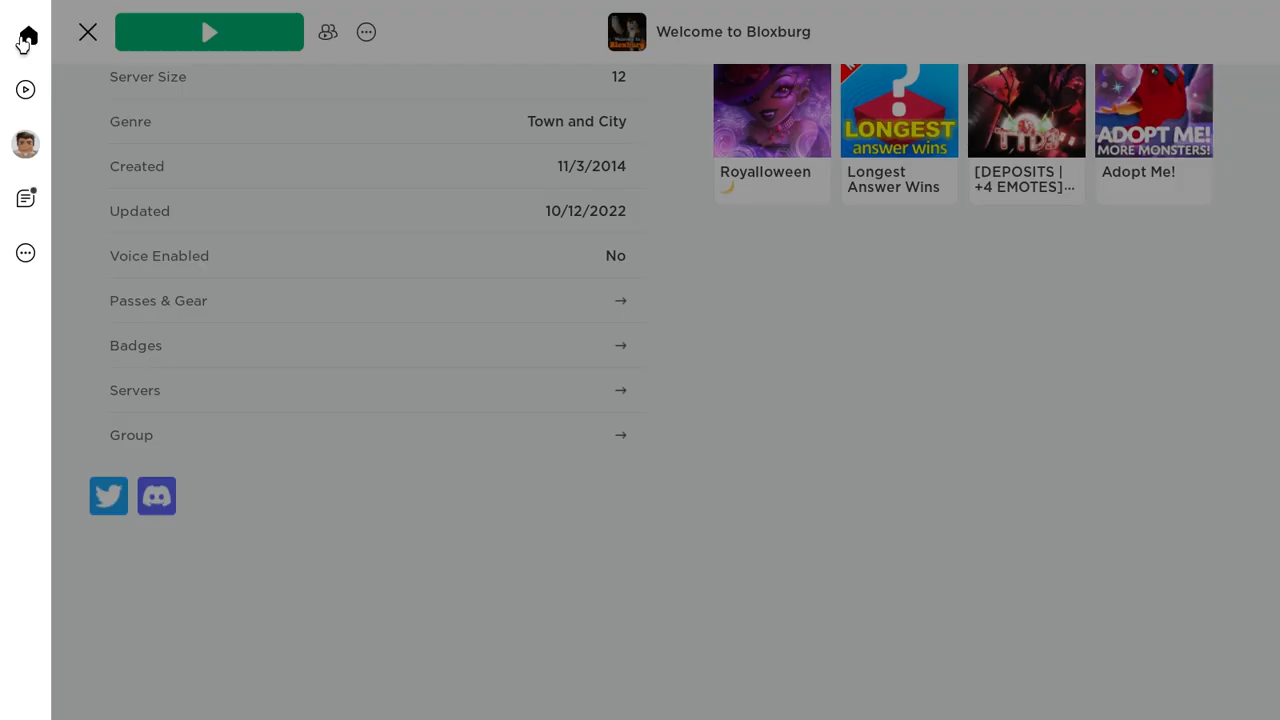 Welcome to Bloxburg
Server Size 12
Genre Town and City
Created 11/3/2014
Updated 10/12/2022
Voice Enabled No
Passes & Gear →
Badges →
Servers →
Group →
LONGEST
answer wins
ADOPT ME!
MORE MONSTERS!
Royalloween
🌙
Longest
Answer Wins
[DEPOSITS |
+4 EMOTES]...
Adopt Me!